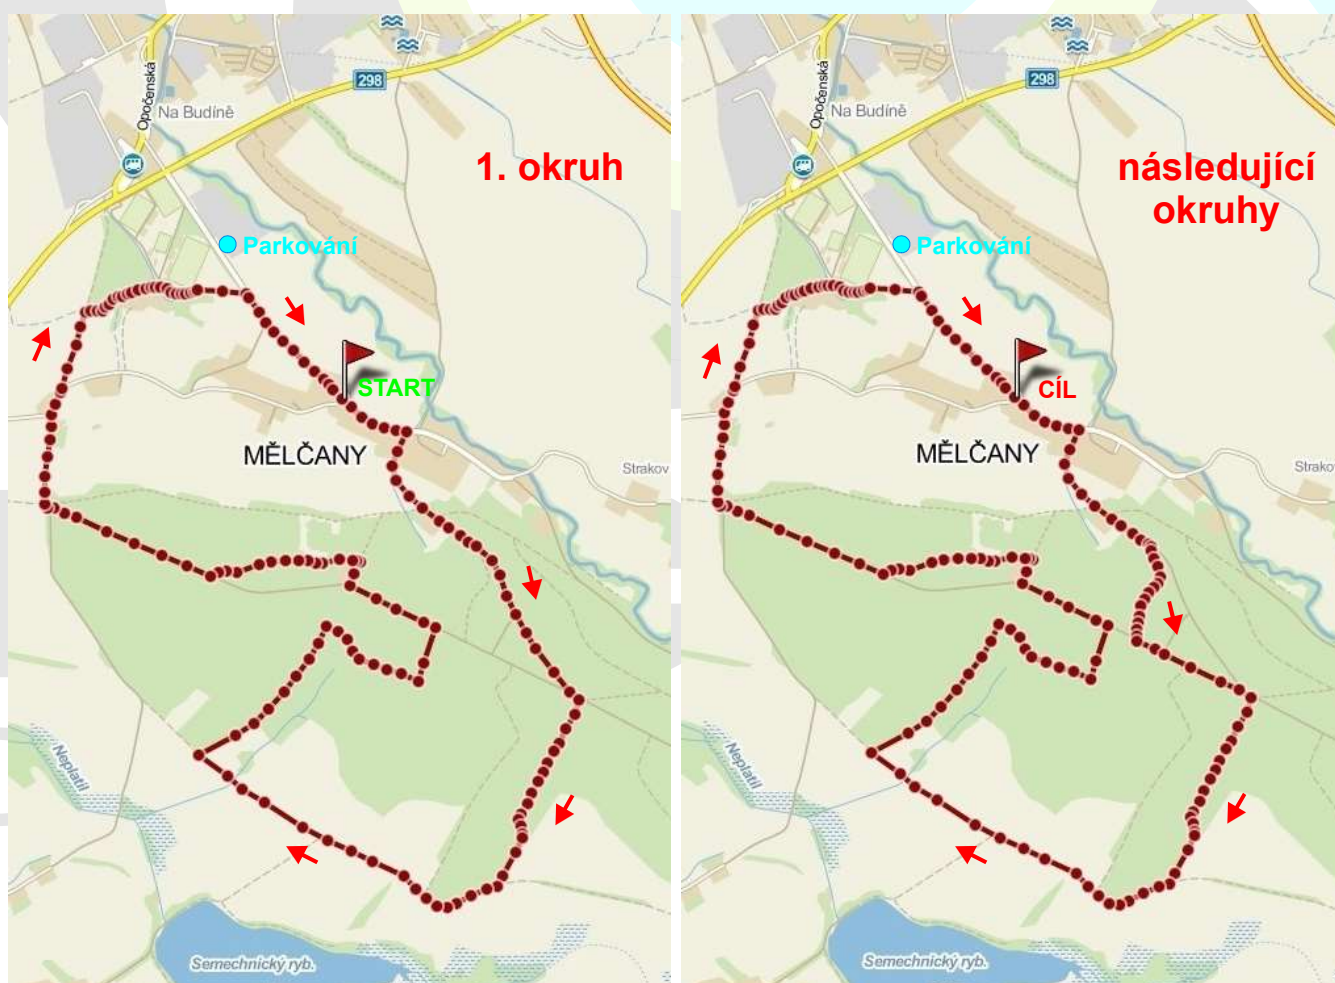 298
Opočenská
Na Budíně
1. okruh
Parkování
START
MĚLČANY
Strakov
Neplatil
Semechnický ryb.
298
Opočenská
Na Budíně
následující
okruhy
Parkování
CÍL
MĚLČANY
Strako
Neplatil
Semechnický ryb.